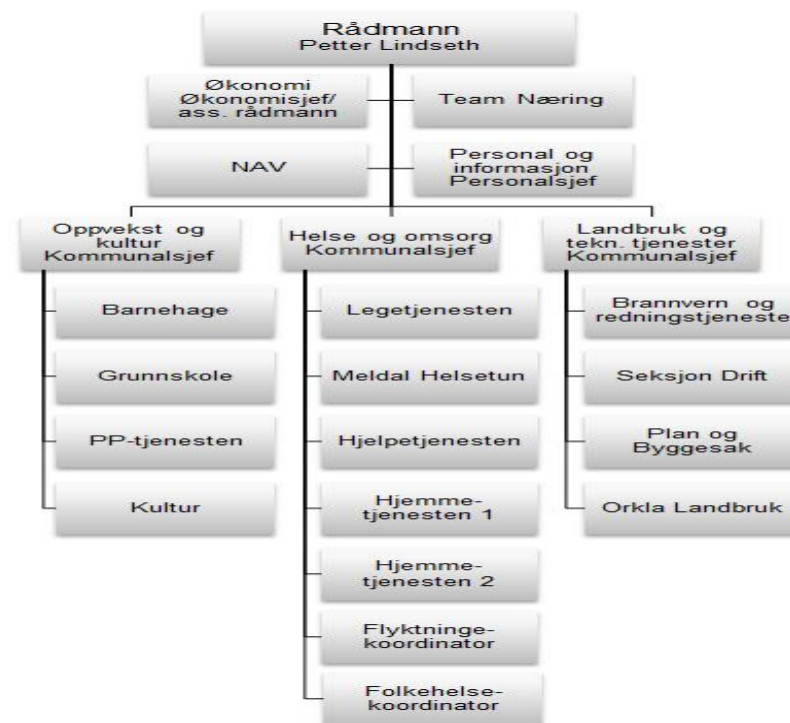 Rådmann
Petter Lindseth
Økonomi
Økonomisjef/
ass. rådmann
Team Næring
NAV
Personal og
informasjon
Personalsjef
Oppvekst og
kultur
Kommunalsjef
Barnehage
Grunnskole
PP-tjenesten
Kultur
Helse og omsorg
Kommunalsjef
Legetjenesten
Meldal Helsetun
Hjelpetjenesten
Hjemme-
tjenesten 1
Hjemme-
tjenesten 2
Flyktninge-
koordinator
Folkehelse-
koordinator
Landbruk og
tekn. tjenester
Kommunalsjef
Brannvern og
redningstjeneste
Seksjon Drift
Plan og
Byggesak
Orkla Landbruk